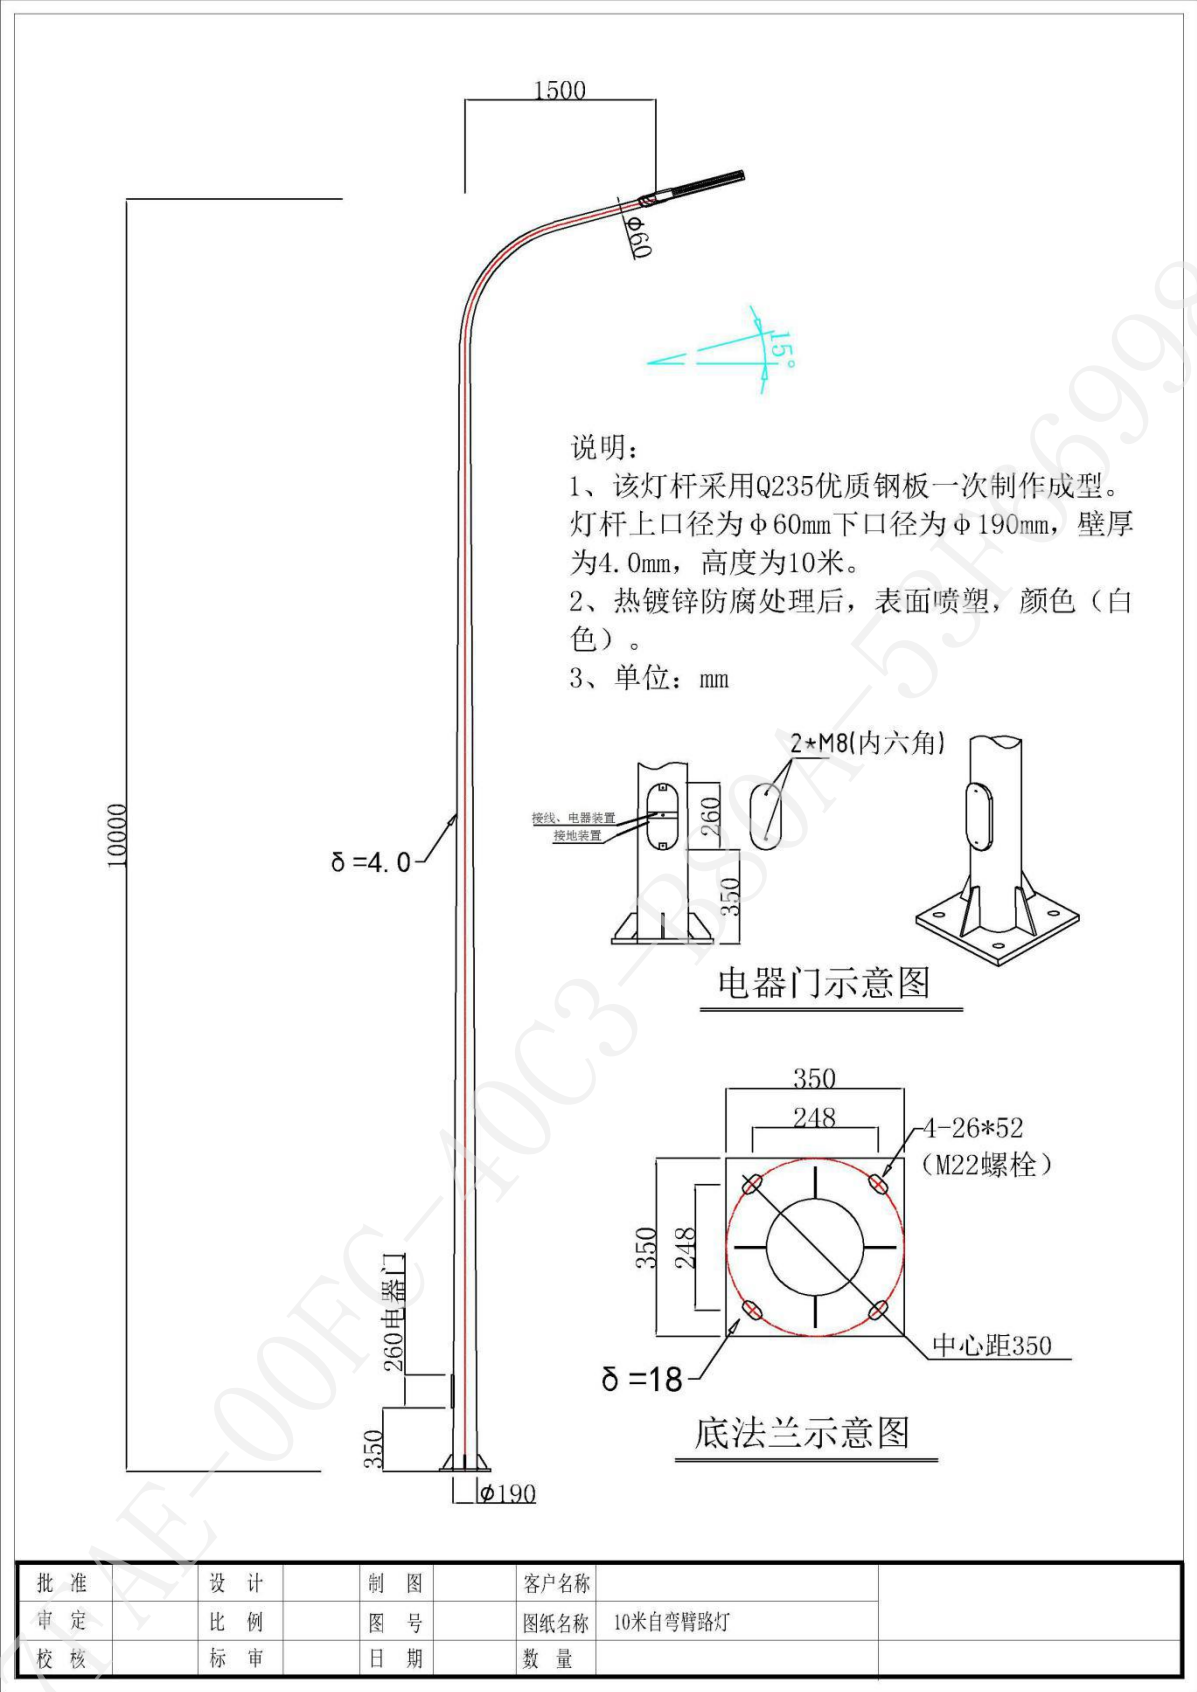 1500
Φ60
15°
说明:
1、该灯杆采用Q235优质钢板一次制作成型。
灯杆上口径为φ60mm下口径为φ190mm，壁厚
为4.0mm，高度为10米。
2、热镀锌防腐处理后，表面喷塑，颜色（白
色）。
3、单位：mm
10000
δ=4.0
2*M8(内六角)
接线、电器装置
接地装置
260
350
电器门示意图
350
248
4-26*52
（M22螺栓）
350
248
中心距350
δ=18
底法兰示意图
260电器门
350
φ190
批 准 设 计 制 图 客户名称
审 定 比 例 图 号 图纸名称 10米自弯臂路灯
校 核 标 审 日 期 数 量
7FAE-00FC-40C3-B80A-53F6998